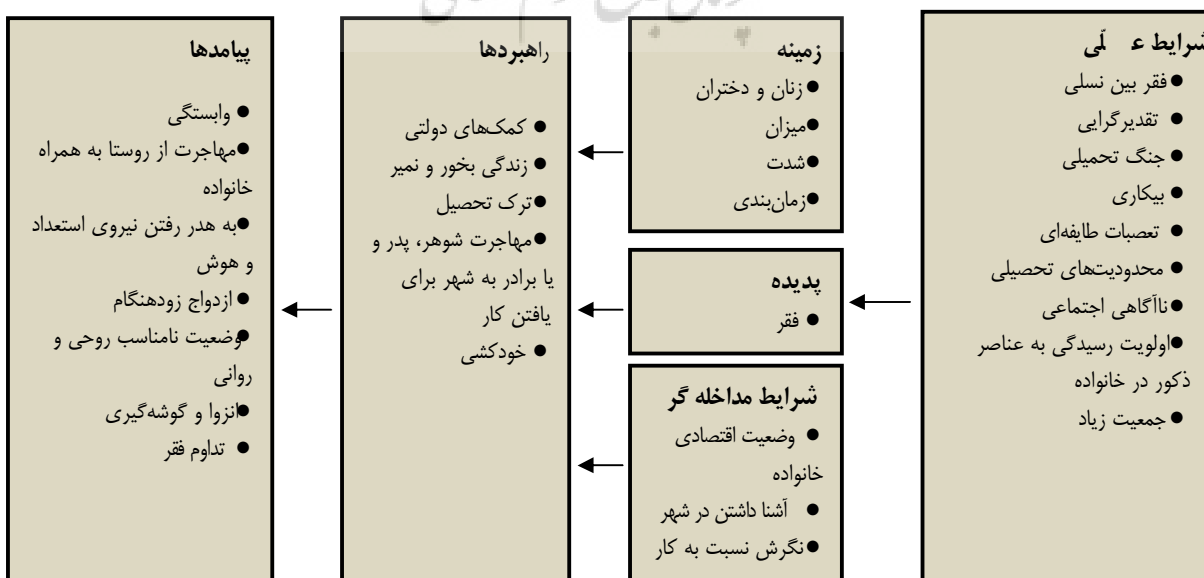 شرایط علّی
● فقر بین نسلی
● تقدیرگرایی
● جنگ تحمیلی
● بیکاری
● تعصبات طایفه‌ای
● محدودیت‌های تحصیلی
● ناآگاهی اجتماعی
● اولویت رسیدگی به عناصر
ذکور در خانواده
● جمعیت زیاد
زمینه
● زنان و دختران
● میزان
● شدت
● زمان‌بندی
پدیده
● فقر
شرایط مداخله گر
● وضعیت اقتصادی
خانواده
● آشنا داشتن در شهر
● نگرش نسبت به کار
راهبردها
● کمک‌های دولتی
● زندگی بخور و نمیر
● ترک تحصیل
● مهاجرت شوهر، پدر و
یا برادر به شهر برای
یافتن کار
● خودکشی
پیامدها
● وابستگی
● مهاجرت از روستا به همراه
خانواده
● به هدر رفتن نیروی استعداد
و هوش
● ازدواج زودهنگام
● وضعیت نامناسب روحی و
روانی
● انزوا و گوشه‌گیری
● تداوم فقر